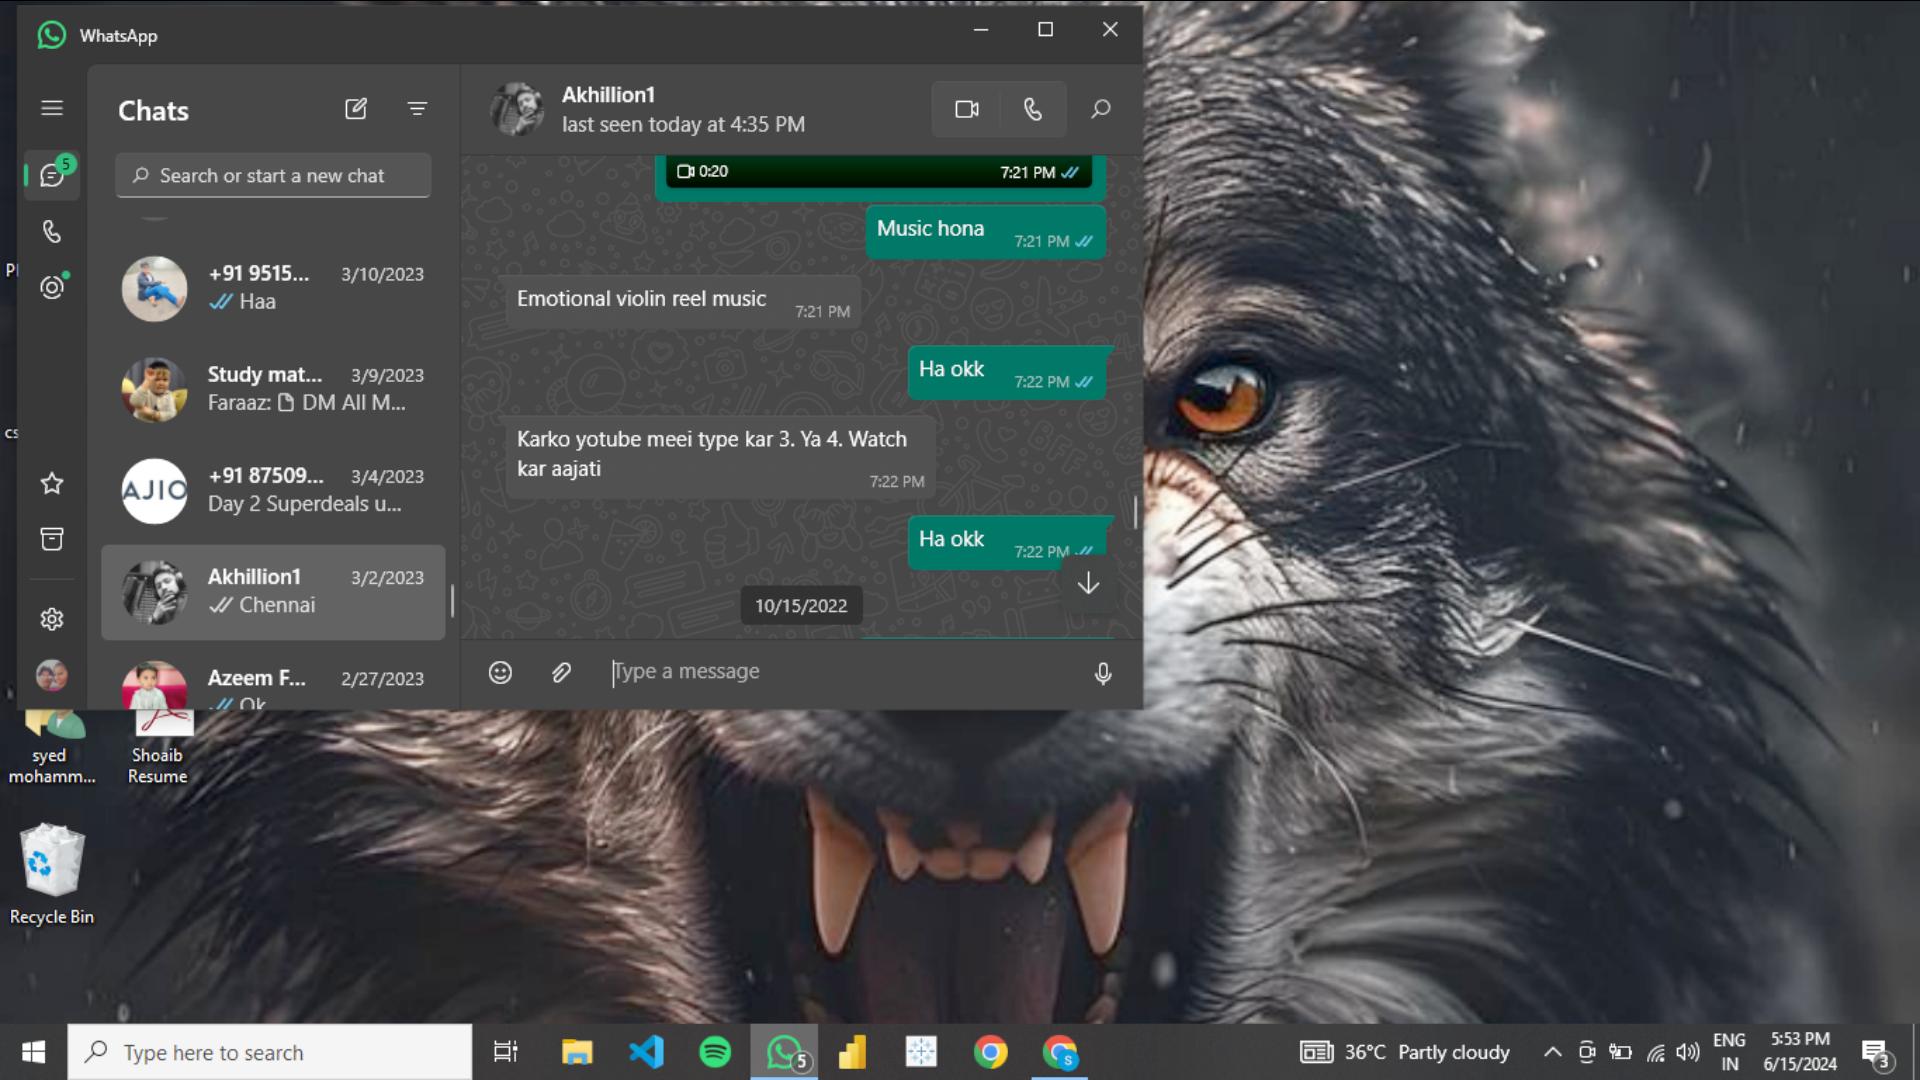 WhatsApp
Chats
5
Search or start a new chat
+91 9515... 3/10/2023
Haa
Study mat... 3/9/2023
Faraaz: DM All M...
AJIO
+91 87509... 3/4/2023
Day 2 Superdeals u...
Akhillion1 3/2/2023
Chennai
Azeem F... 2/27/2023
Ok
Akhillion1
last seen today at 4:35 PM
0:20 7:21 PM
Music hona 7:21 PM
Emotional violin reel music 7:21 PM
Ha okk 7:22 PM
Karko yotube meei type kar 3. Ya 4. Watch
kar aajati 7:22 PM
Ha okk 7:22 PM
10/15/2022
Type a message
syed
mohamm...
Shoaib
Resume
Recycle Bin
Type here to search
5
S
36°C Partly cloudy
ENG
IN
5:53 PM
6/15/2024
3